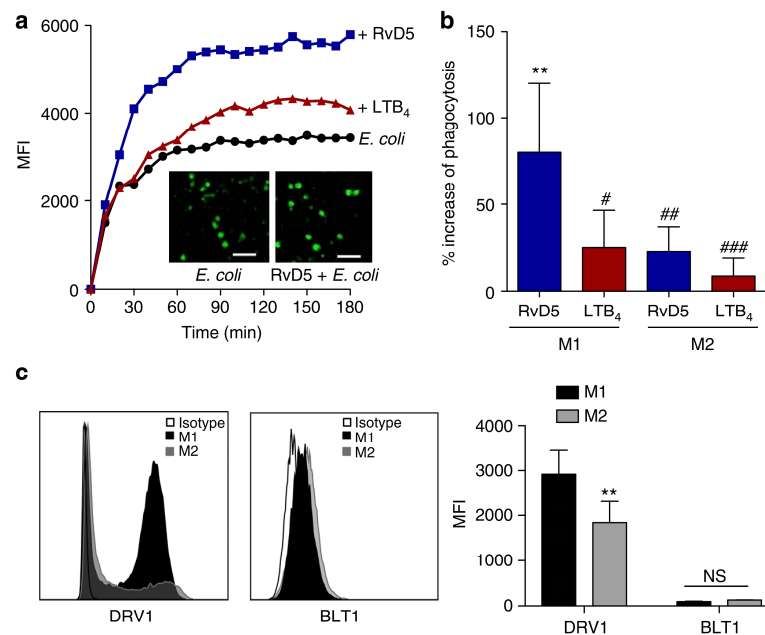 a
6000
4000
2000
0
MFI
+ RvD5
+ LTB4
E. coli
E. coli
RvD5 + E. coli
0 30 60 90 120 150 180
Time (min)
b
150
100
50
0
% increase of phagocytosis
**
#
##
###
RvD5 LTB4 RvD5 LTB4
M1 M2
c
Isotype
M1
M2
DRV1
Isotype
M1
M2
BLT1
M1
M2
4000
3000
2000
1000
0
MFI
**
NS
DRV1 BLT1